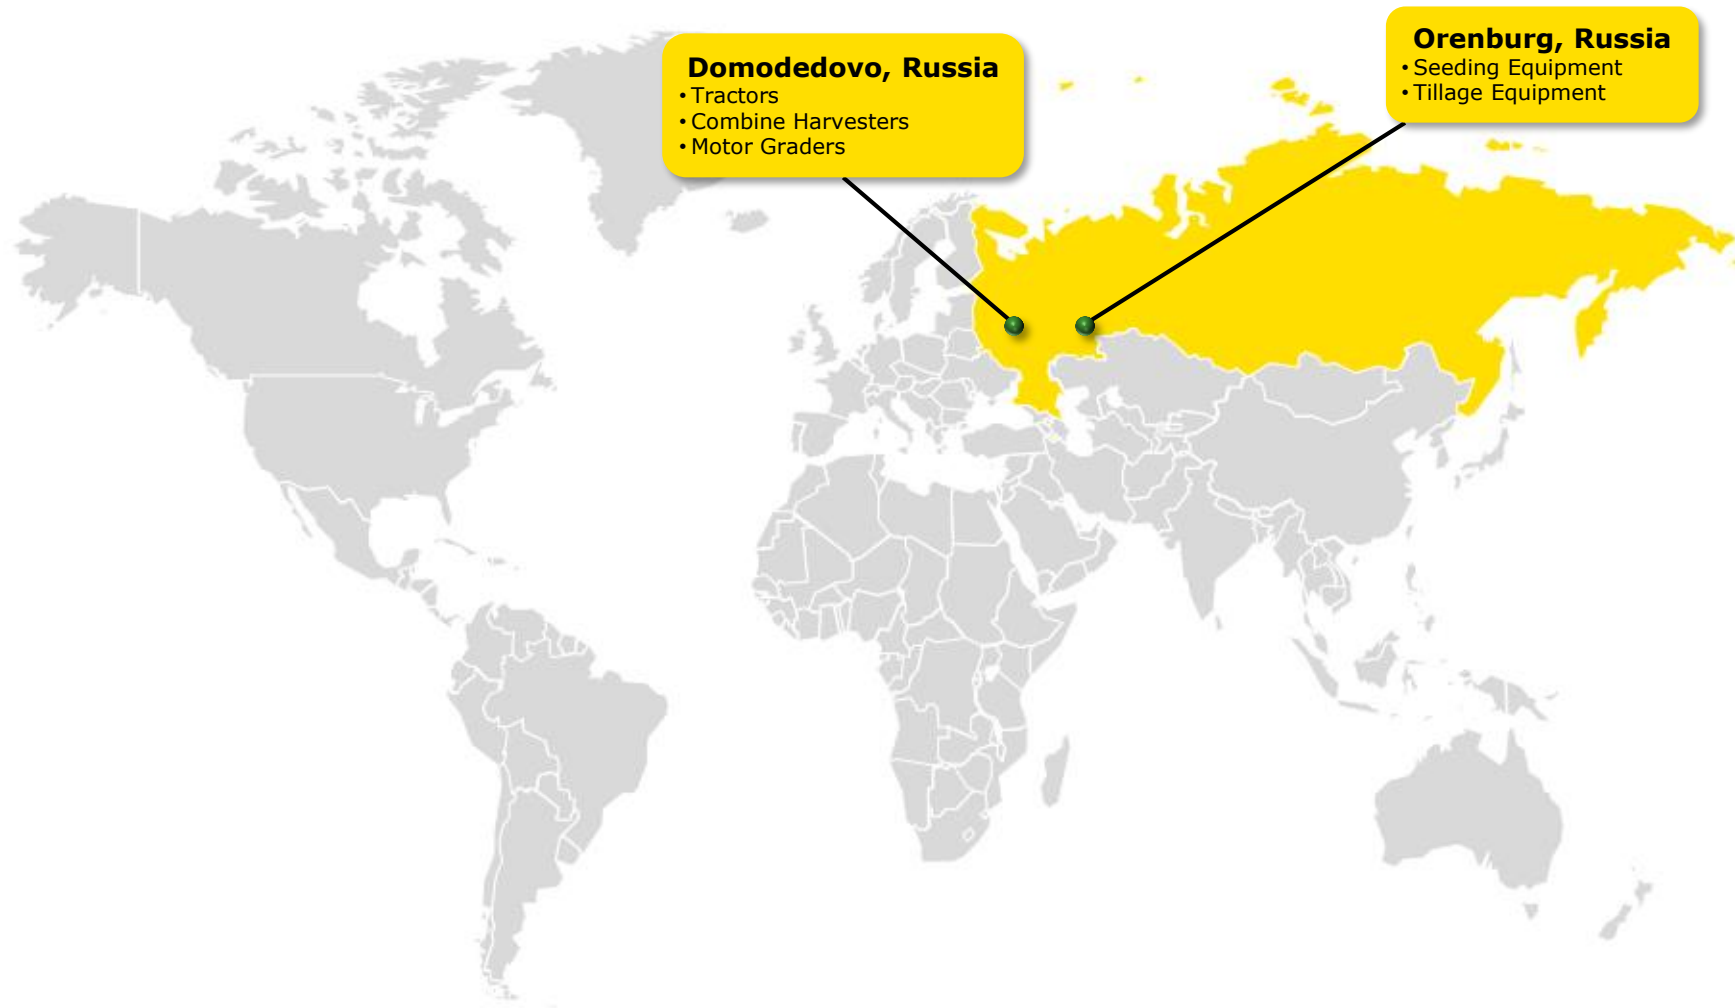 Domodedovo, Russia
• Tractors
• Combine Harvesters
• Motor Graders
Orenburg, Russia
• Seeding Equipment
• Tillage Equipment